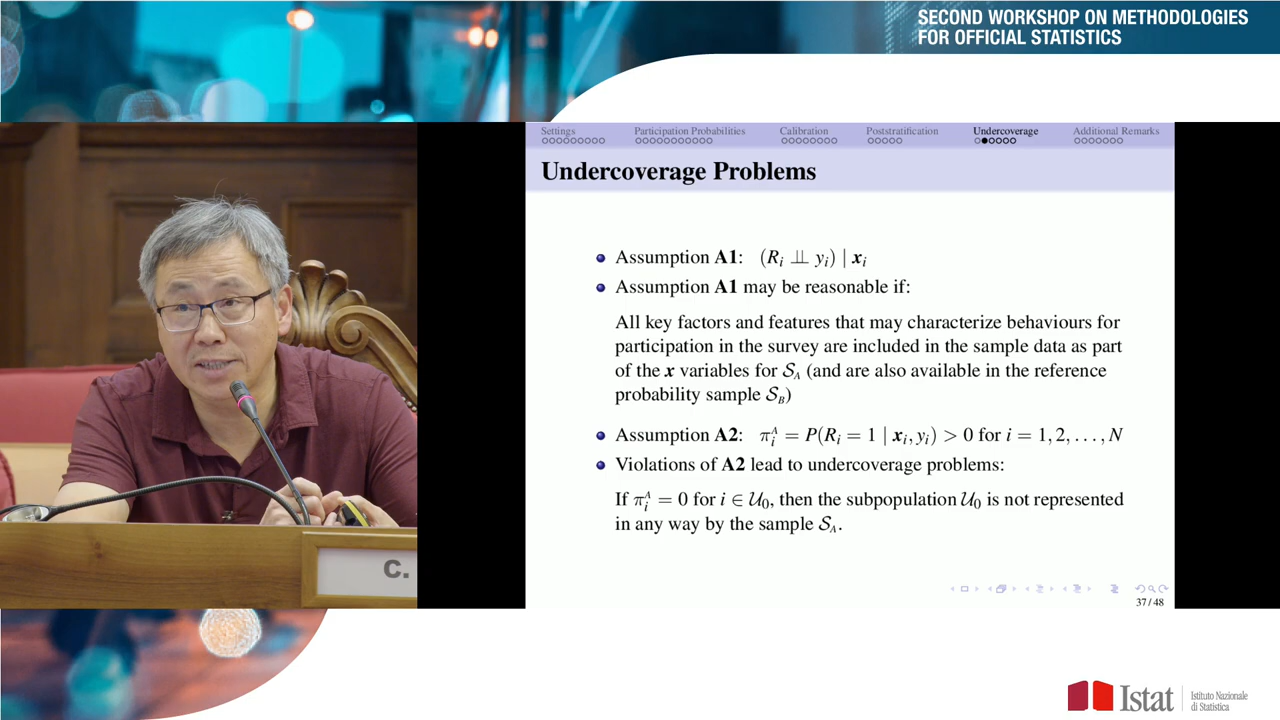 SECOND WORKSHOP ON METHODOLOGIES
FOR OFFICIAL STATISTICS
Settings Participation Probabilities Calibration Poststratification Undercoverage Additional Remarks
Undercoverage Problems
Assumption A1: (Rᵢ ⫫ yᵢ) | xᵢ
Assumption A1 may be reasonable if:
All key factors and features that may characterize behaviours for
participation in the survey are included in the sample data as part
of the x variables for 𝒮_A (and are also available in the reference
probability sample 𝒮_B)
Assumption A2: πᵢᴬ = P(Rᵢ = 1 | xᵢ, yᵢ) > 0 for i = 1, 2, . . . , N
Violations of A2 lead to undercoverage problems:
If πᵢᴬ = 0 for i ∈ 𝒰₀, then the subpopulation 𝒰₀ is not represented
in any way by the sample 𝒮_A.
37 / 48
C.
Istat Istituto Nazionale
di Statistica